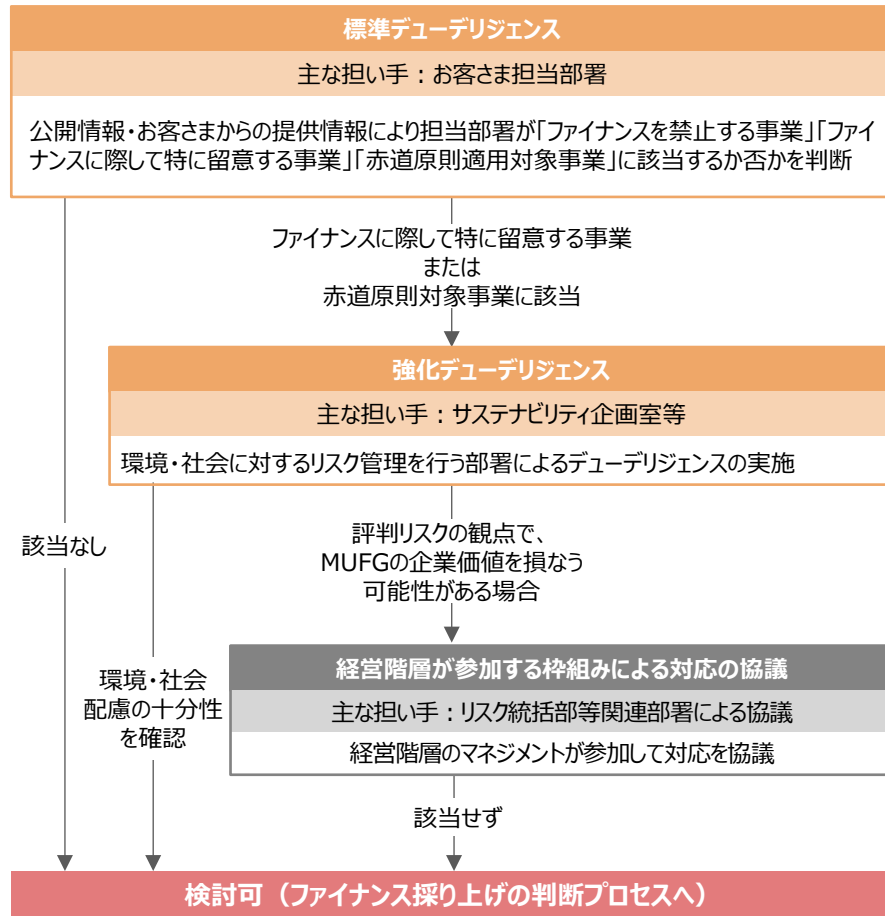 標準デューデリジェンス
主な担い手：お客さま担当部署
公開情報・お客さまからの提供情報により担当部署が「ファイナンスを禁止する事業」「ファイ
ナンスに際して特に留意する事業」「赤道原則適用対象事業」に該当するか否かを判断
ファイナンスに際して特に留意する事業
または
赤道原則対象事業に該当
強化デューデリジェンス
主な担い手：サステナビリティ企画室等
環境・社会に対するリスク管理を行う部署によるデューデリジェンスの実施
該当なし
評判リスクの観点で、
MUFGの企業価値を損なう
可能性がある場合
環境・社会
配慮の十分性
を確認
経営階層が参加する枠組みによる対応の協議
主な担い手：リスク統括部等関連部署による協議
経営階層のマネジメントが参加して対応を協議
該当せず
検討可（ファイナンス採り上げの判断プロセスへ）